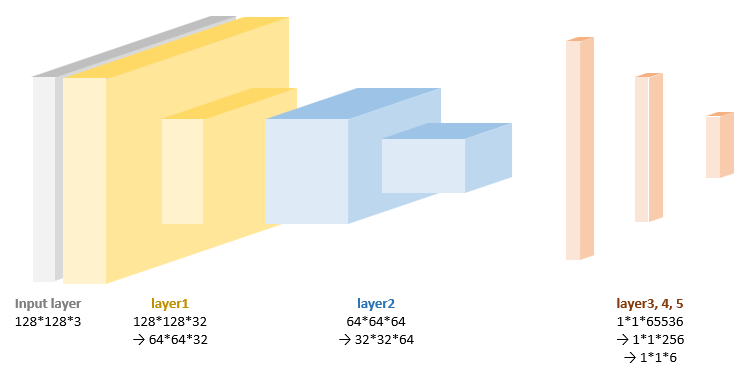 Input layer
128*128*3
layer1
128*128*32
→ 64*64*32
layer2
64*64*64
→ 32*32*64
layer3, 4, 5
1*1*65536
→ 1*1*256
→ 1*1*6